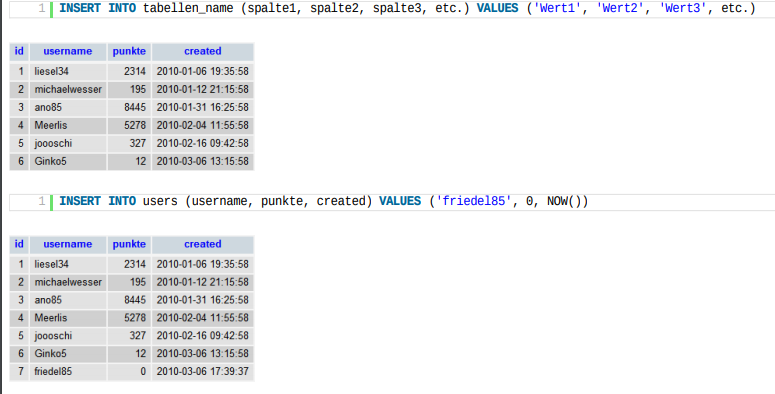 1 INSERT INTO tabellen_name (spalte1, spalte2, spalte3, etc.) VALUES ('Wert1', 'Wert2', 'Wert3', etc.)
id username punkte created
1 liesel34 2314 2010-01-06 19:35:58
2 michaelwesser 195 2010-01-12 21:15:58
3 ano85 8445 2010-01-31 16:25:58
4 Meerlis 5278 2010-02-04 11:55:58
5 joooschi 327 2010-02-16 09:42:58
6 Ginko5 12 2010-03-06 13:15:58
1 INSERT INTO users (username, punkte, created) VALUES ('friedel85', 0, NOW())
id username punkte created
1 liesel34 2314 2010-01-06 19:35:58
2 michaelwesser 195 2010-01-12 21:15:58
3 ano85 8445 2010-01-31 16:25:58
4 Meerlis 5278 2010-02-04 11:55:58
5 joooschi 327 2010-02-16 09:42:58
6 Ginko5 12 2010-03-06 13:15:58
7 friedel85 0 2010-03-06 17:39:37